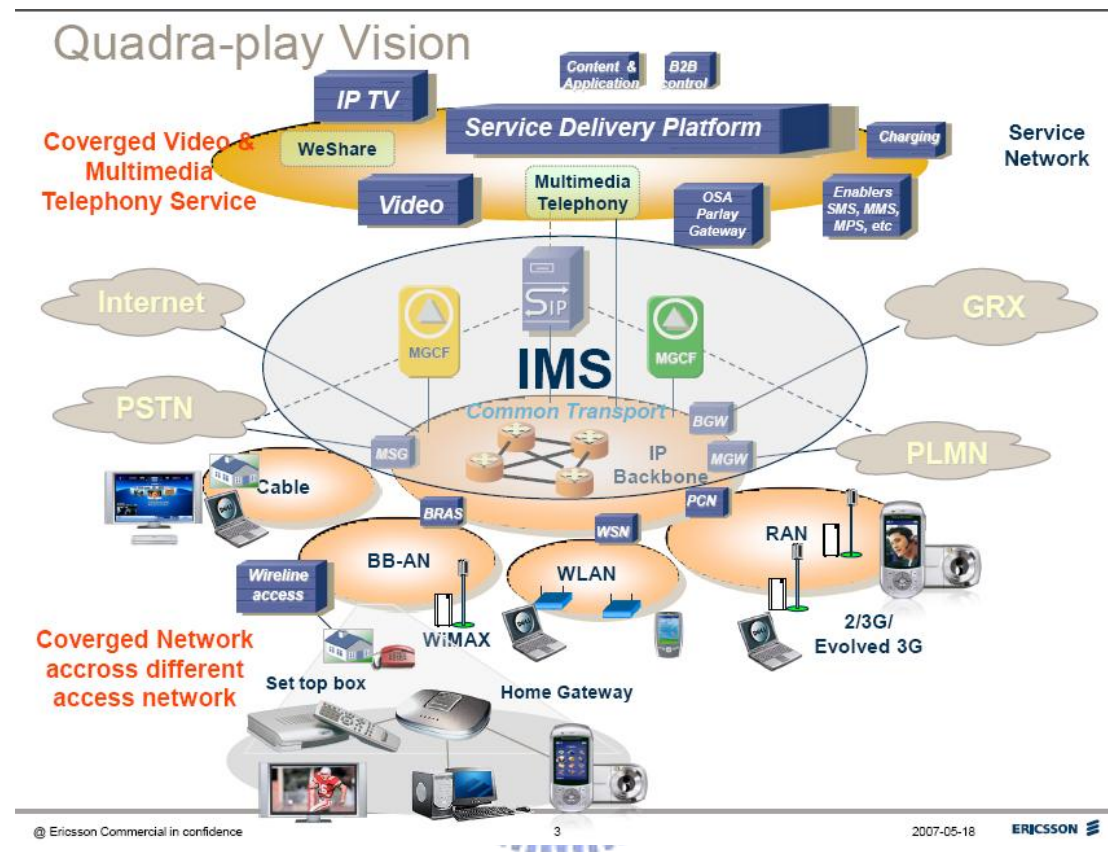 Quadra-play Vision
Content &
Application
B2B
control
IP TV
Service Delivery Platform
Charging
Coverged Video &
Multimedia
Telephony Service
WeShare
Service
Network
Video
Multimedia
Telephony
OSA
Parlay
Gateway
Enablers
SMS, MMS,
MPS, etc
Internet
GRX
SIP
MGCF
MGCF
IMS
Common Transport
PSTN
PLMN
MSG
BGW
MGW
IP
Backbone
Cable
BRAS
WSN
PCN
BB-AN
WLAN
RAN
Wireline
access
WiMAX
2/3G/
Evolved 3G
Coverged Network
accross different
access network
Set top box
Home Gateway
@ Ericsson Commercial in confidence
3
2007-05-18
ERICSSON